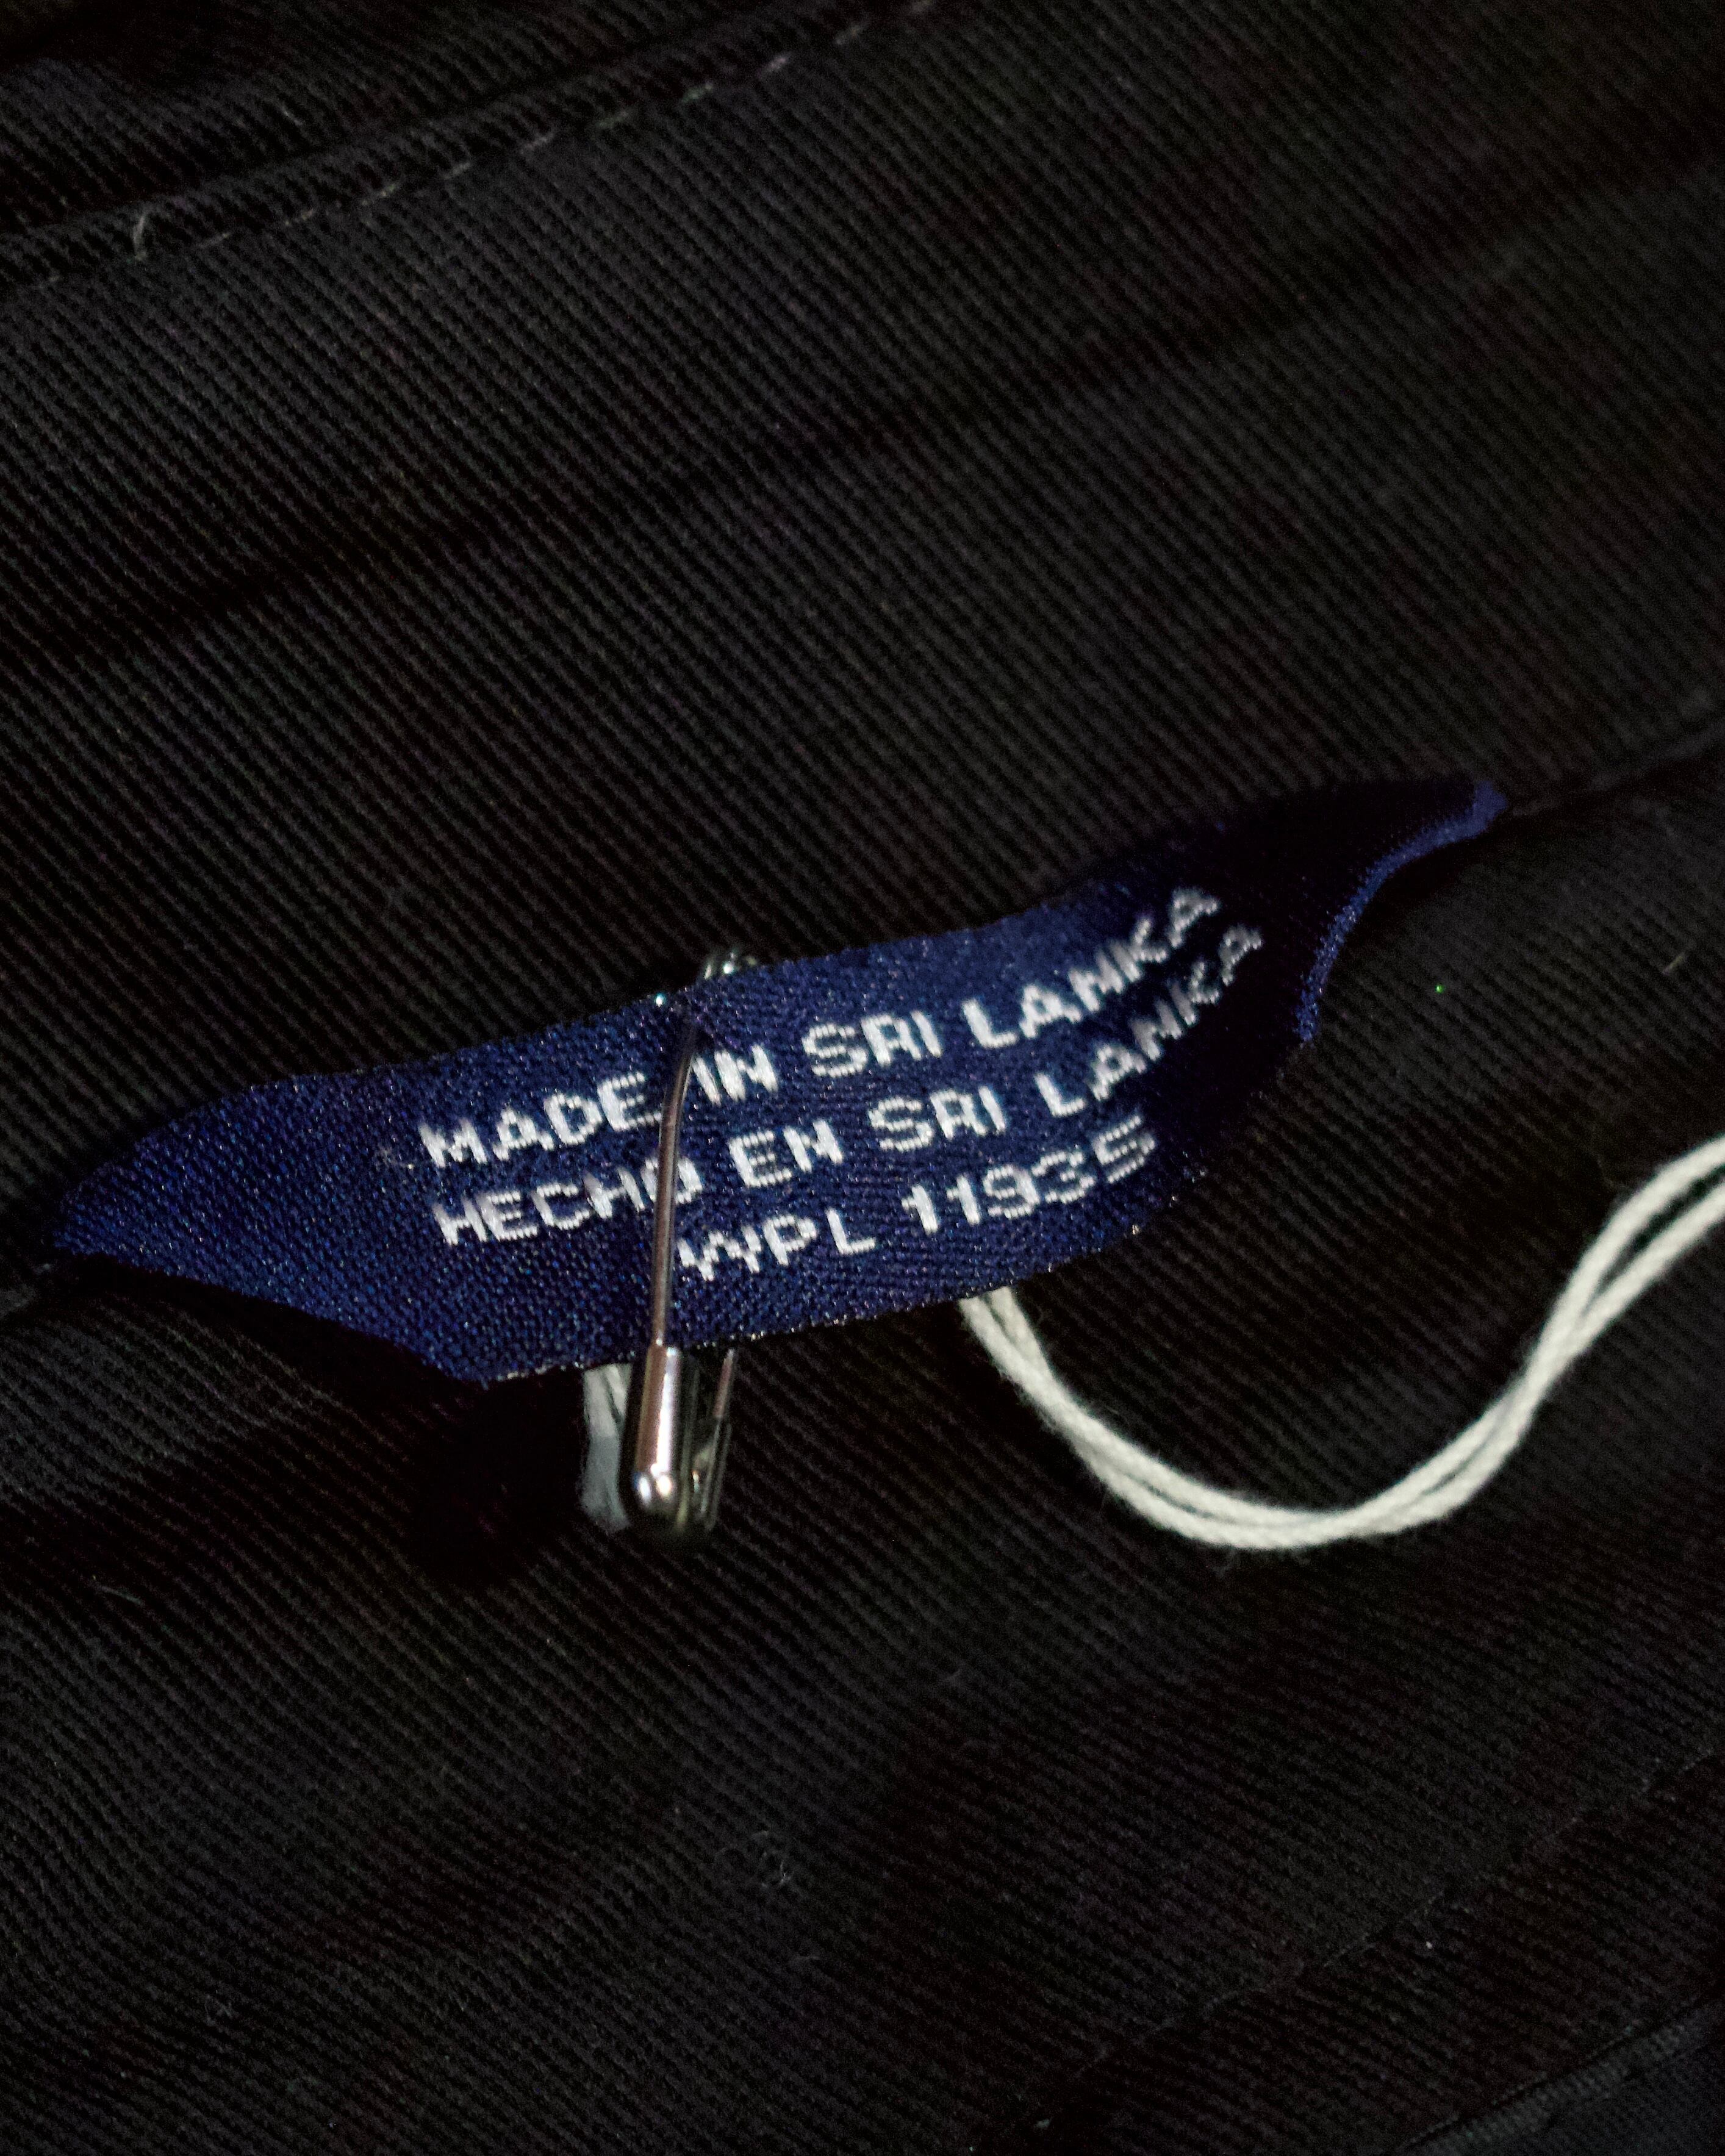 MADE IN SRI LANKA
HECHO EN SRI LANKA
WPL 11935